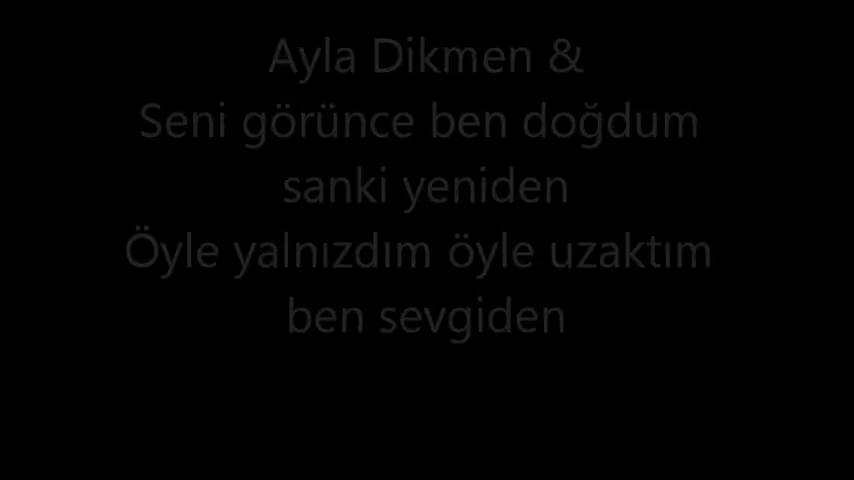 Ayla Dikmen &
Seni görünce ben doğdum
sanki yeniden
Öyle yalnızdım öyle uzaktım
ben sevgiden